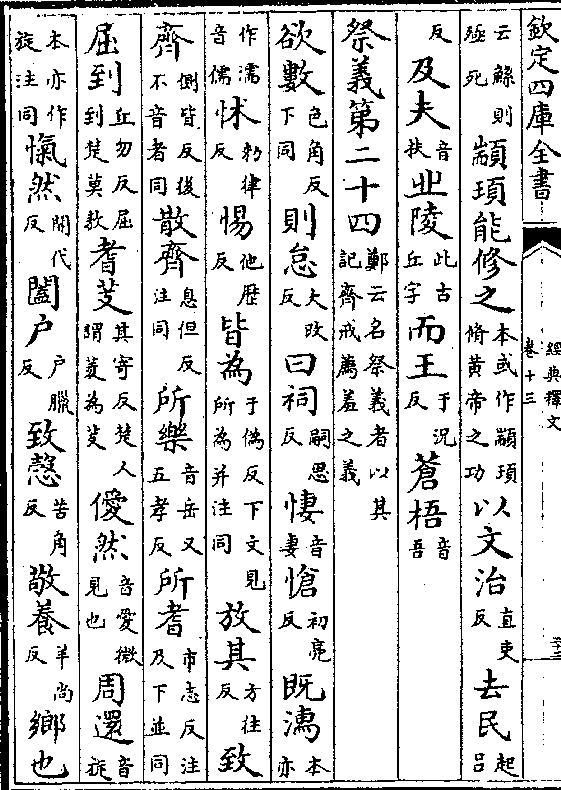 欽定四庫全書
經典釋文
卷十三
云鯀則殛死 顓頊能修之 本或作顓頊脩黃帝之功 以文治 直吏反 去民 起呂
反 及夫 音扶 𠀌陵 此古丘字 而王 于況反 蒼梧 音吾
祭義第二十四 鄭云名祭義者以其記齊戒薦羞之義
欲數 色角反下同 則怠 大改反 曰祠 嗣思反 悽 音妻 愴 初亮反 既 本亦
作濡音儒 怵 勑律反 惕 他歷反 皆為 于偽反下文見所為并注同 放其 方往反 致
齊 側皆反後不音者同 散齊 息但反注同 所樂 音岳又五孝反 所耆 市志反注及下並同
屈到 丘勿反屈到楚莫敖 耆芰 其寄反楚人謂菱為芰 僾然 音愛微見也 周還 音旋
本亦作旋注同 愾然 開代反 闔户 户臘反 致慤 苦角反 敬養 羊尚反 鄉也